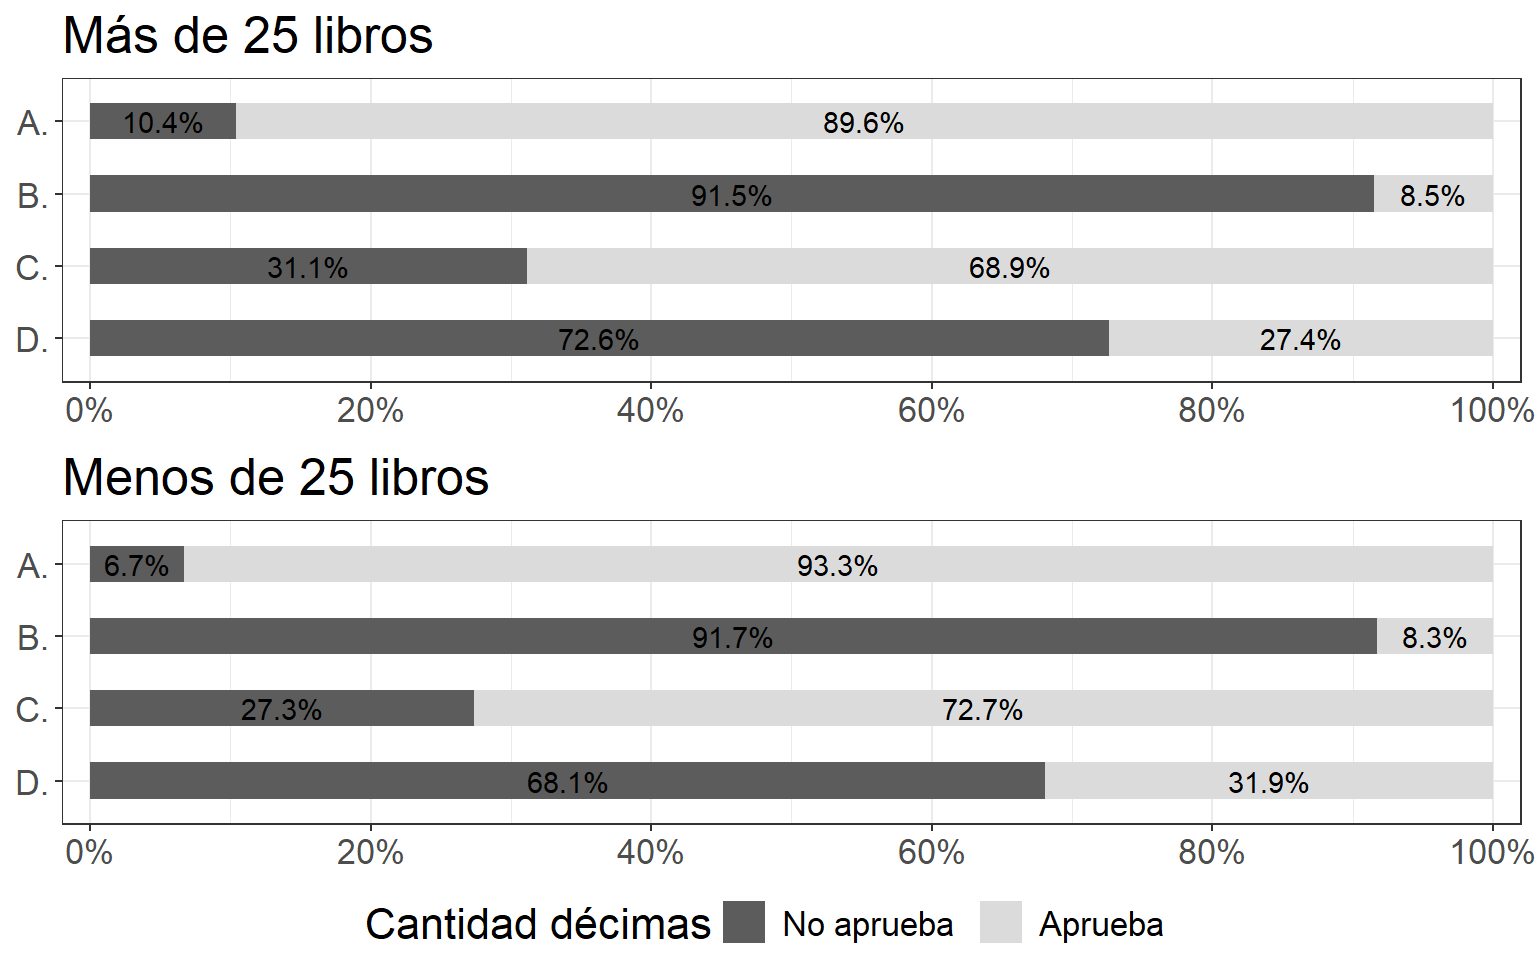 Más de 25 libros
A. 10.4% 89.6%
B. 91.5% 8.5%
C. 31.1% 68.9%
D. 72.6% 27.4%
0% 20% 40% 60% 80% 100%
Menos de 25 libros
A. 6.7% 93.3%
B. 91.7% 8.3%
C. 27.3% 72.7%
D. 68.1% 31.9%
0% 20% 40% 60% 80% 100%
Cantidad décimas No aprueba Aprueba